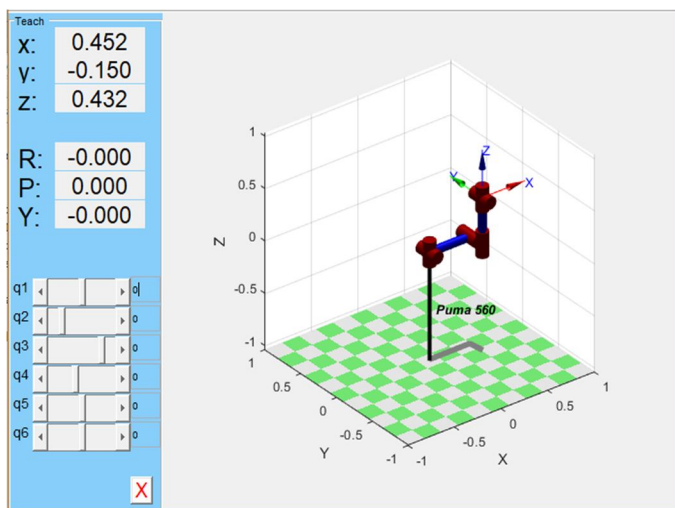 Teach
x: 0.452
y: -0.150
z: 0.432
R: -0.000
P: 0.000
Y: -0.000
q1 0
q2 0
q3 0
q4 0
q5 0
q6 0
X
1
0.5
0
-0.5
-1
Z
Z
Y
X
Puma 560
1
0.5
0
-0.5
-1
Y
-1
-0.5
0
0.5
1
X